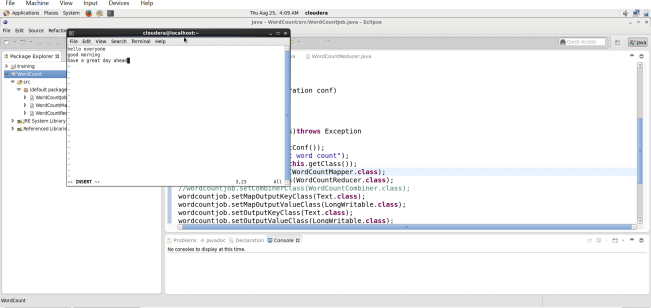 File Machine View Input Devices Help
Applications Places System Thu Aug 25, 4:09 AM cloudera
Java - WordCount/src/WordCountJob.java - Eclipse
File Edit Source Refactor
Quick Access Java
cloudera@localhost:~
File Edit View Search Terminal Help
hello everyone
good morning
have a great day ahead
-- INSERT -- 3,23 All
Package Explorer
training
WordCount
src
(default package
WordCountJob
WordCountMa
WordCountRe
JRE System Library
Referenced Librarie
WordCountReducer.java
ration conf)
s)throws Exception
tConf());
t word count");
this.getClass());
(WordCountMapper.class);
s(WordCountReducer.class);
//wordcountjob.setCombinerClass(WordCountCombiner.class);
wordcountjob.setMapOutputKeyClass(Text.class);
wordcountjob.setMapOutputValueClass(LongWritable.class);
wordcountjob.setOutputKeyClass(Text.class);
wordcountjob.setOutputValueClass(LongWritable.class);
Problems Javadoc Declaration Console
No consoles to display at this time.
WordCount